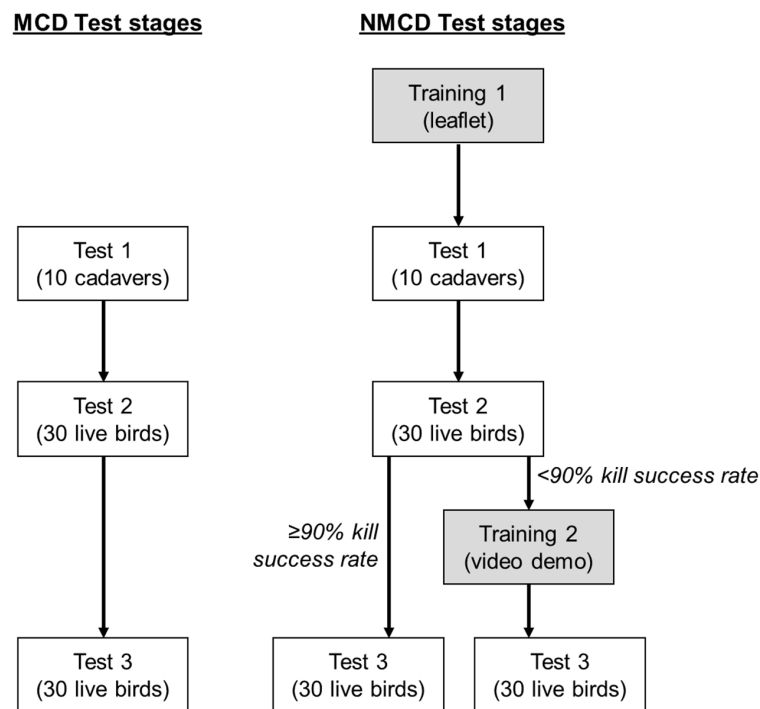 MCD Test stages
NMCD Test stages
Training 1
(leaflet)
Test 1
(10 cadavers)
Test 1
(10 cadavers)
Test 2
(30 live birds)
Test 2
(30 live birds)
<90% kill success rate
≥90% kill
success rate
Training 2
(video demo)
Test 3
(30 live birds)
Test 3
(30 live birds)
Test 3
(30 live birds)